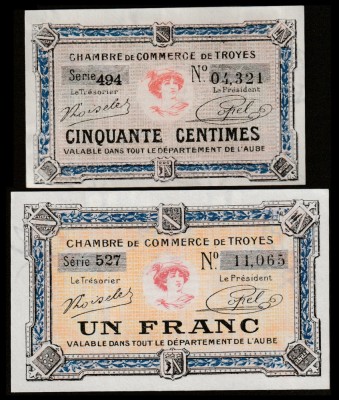 CHAMBRE DE COMMERCE DE TROYES
Série 494 No. 04,321
Le Trésorier Le Président
CINQUANTE CENTIMES
VALABLE DANS TOUT LE DÉPARTEMENT DE L'AUBE
CHAMBRE DE COMMERCE DE TROYES
Série 527 No. 11,065
Le Trésorier Le Président
UN FRANC
VALABLE DANS TOUT LE DÉPARTEMENT DE L'AUBE